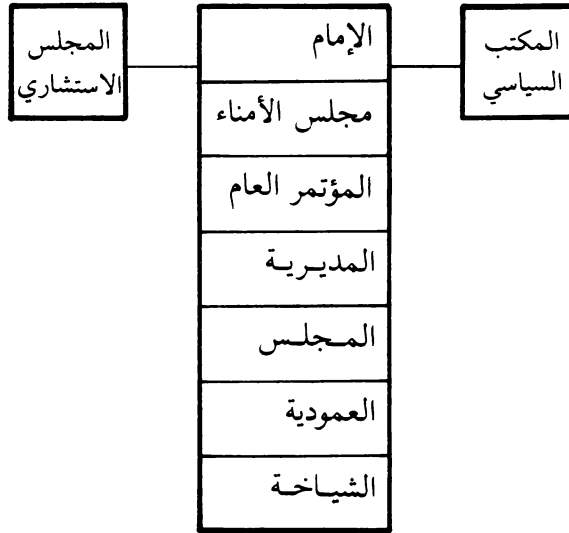 المكتب
السياسي
الإمام
مجلس الأمناء
المؤتمر العام
المديرية
المجلس
العمودية
الشياخة
المجلس
الاستشاري